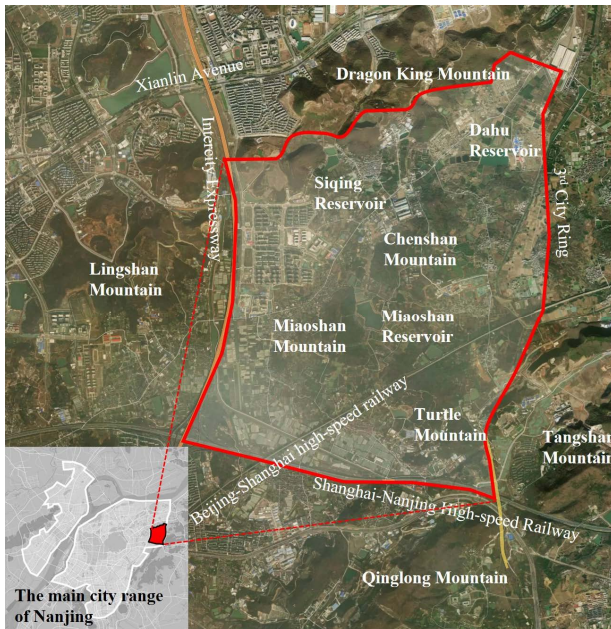 Xianlin Avenue
Dragon King Mountain
Intercity Expressway
Dahu
Reservoir
3rd City Ring
Siqing
Reservoir
Chenshan
Mountain
Lingshan
Mountain
Miaoshan
Mountain
Miaoshan
Reservoir
Turtle
Mountain
Tangshan
Mountain
Beijing-Shanghai high-speed railway
Shanghai-Nanjing High-speed Railway
Qinglong Mountain
The main city range
of Nanjing